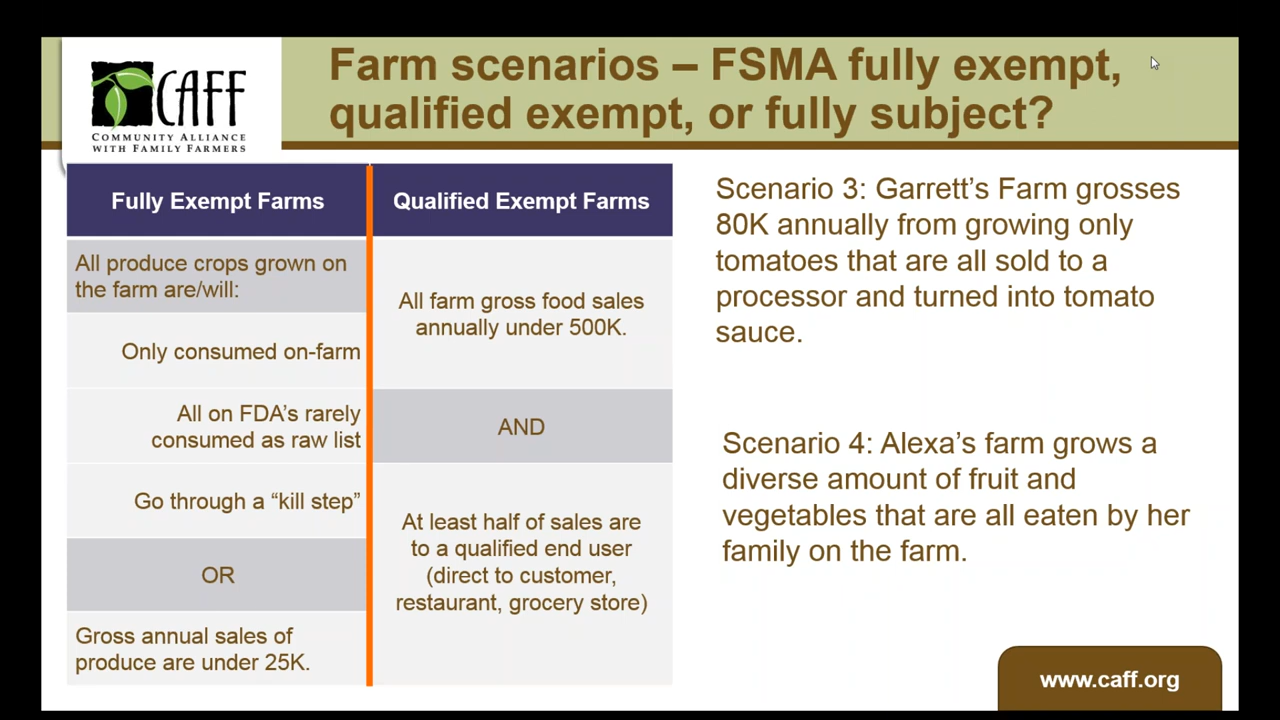 CAFF
COMMUNITY ALLIANCE
WITH FAMILY FARMERS
Farm scenarios – FSMA fully exempt,
qualified exempt, or fully subject?
Fully Exempt Farms
All produce crops grown on
the farm are/will:
Only consumed on-farm
All on FDA's rarely
consumed as raw list
Go through a “kill step”
OR
Gross annual sales of
produce are under 25K.
Qualified Exempt Farms
All farm gross food sales
annually under 500K.
AND
At least half of sales are
to a qualified end user
(direct to customer,
restaurant, grocery store)
Scenario 3: Garrett’s Farm grosses
80K annually from growing only
tomatoes that are all sold to a
processor and turned into tomato
sauce.
Scenario 4: Alexa’s farm grows a
diverse amount of fruit and
vegetables that are all eaten by her
family on the farm.
www.caff.org